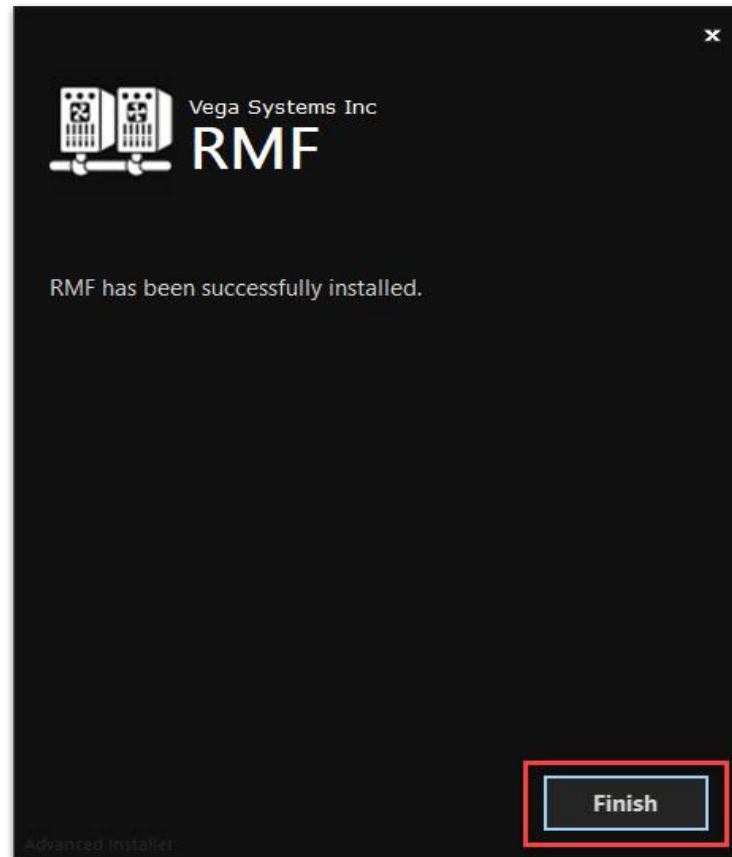 Vega Systems Inc
RMF
RMF has been successfully installed.
Finish
Advanced Installer